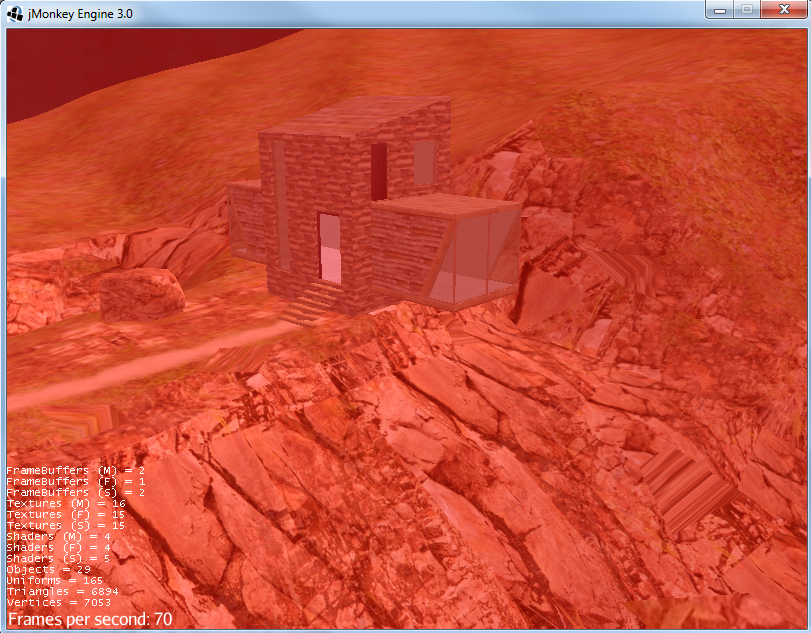 jMonkey Engine 3.0
FrameBuffers (M) = 2
FrameBuffers (F) = 1
FrameBuffers (S) = 2
Textures (M) = 16
Textures (F) = 15
Textures (S) = 15
Shaders (M) = 4
Shaders (F) = 4
Shaders (S) = 5
Objects = 29
Uniforms = 165
Triangles = 6894
Vertices = 7053
Frames per second: 70